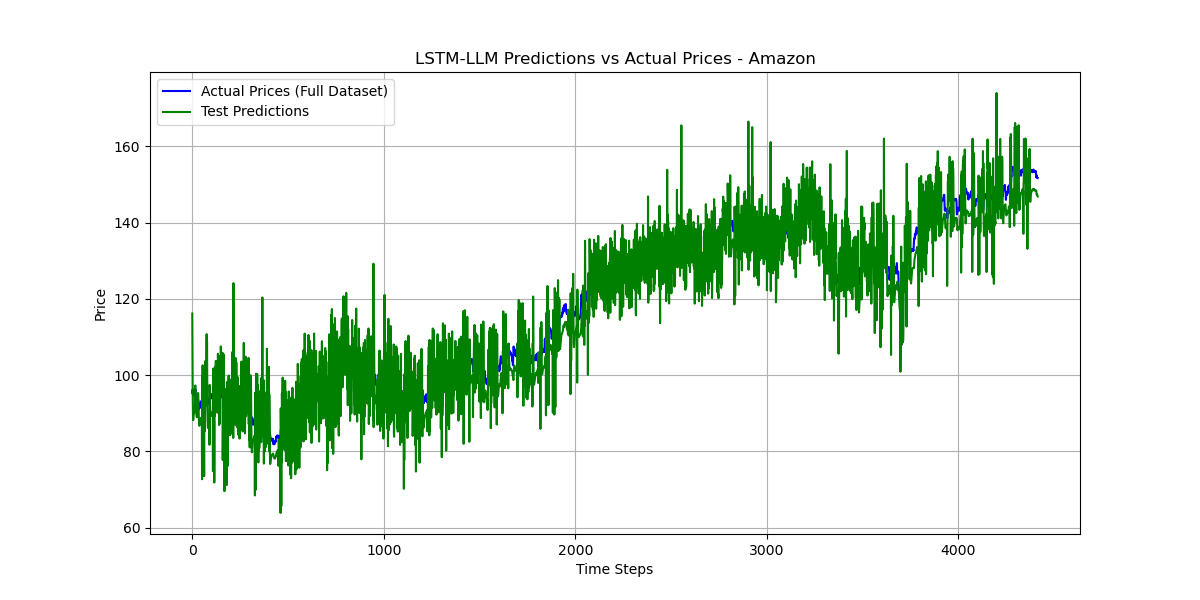 LSTM-LLM Predictions vs Actual Prices - Amazon
Actual Prices (Full Dataset)
Test Predictions
160
140
120
100
80
60
Price
0 1000 2000 3000 4000
Time Steps